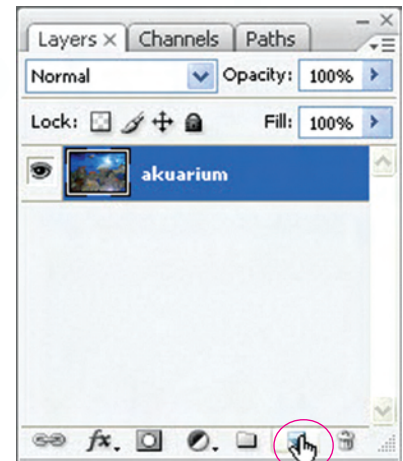 Layers × Channels Paths
Normal Opacity: 100%
Lock: Fill: 100%
akuarium
fx.